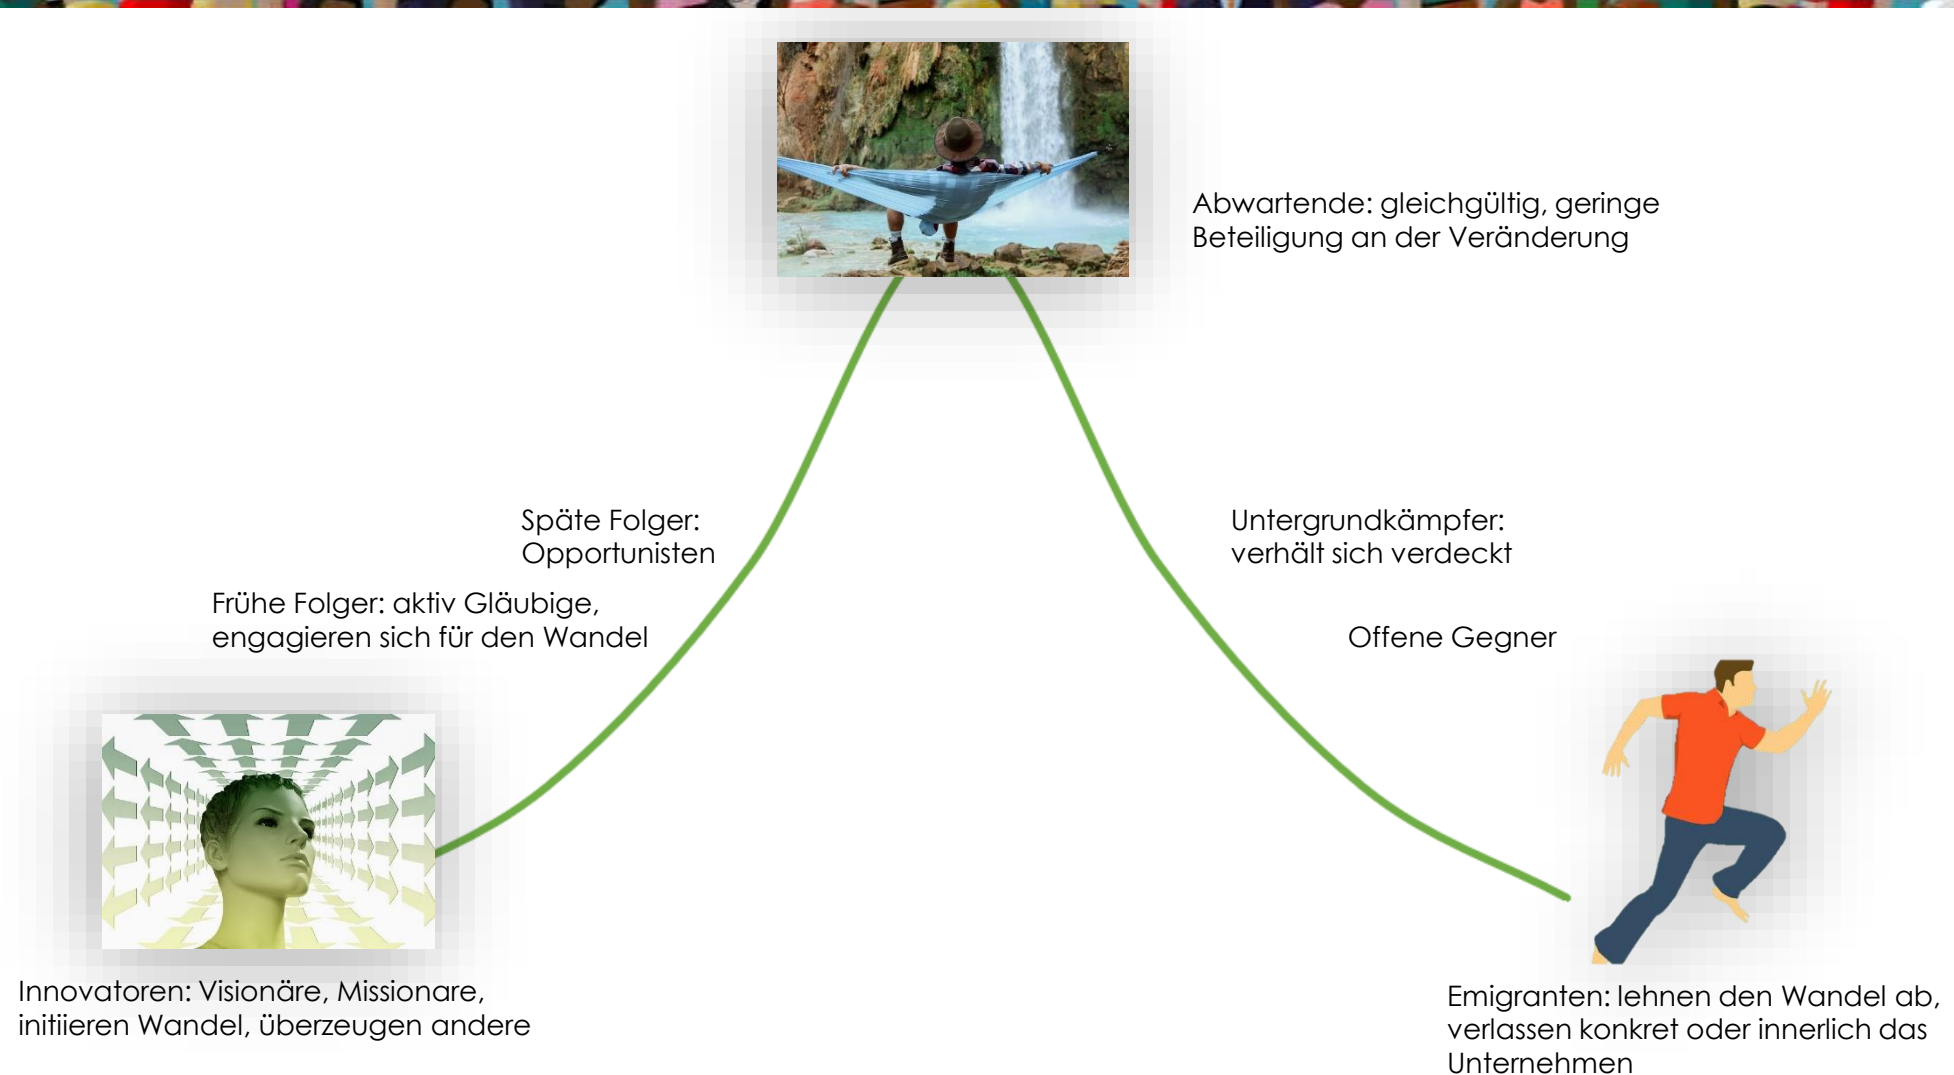 Abwartende: gleichgültig, geringe
Beteiligung an der Veränderung
Späte Folger:
Opportunisten
Untergrundkämpfer:
verhält sich verdeckt
Frühe Folger: aktiv Gläubige,
engagieren sich für den Wandel
Offene Gegner
Innovatoren: Visionäre, Missionare,
initiieren Wandel, überzeugen andere
Emigranten: lehnen den Wandel ab,
verlassen konkret oder innerlich das
Unternehmen